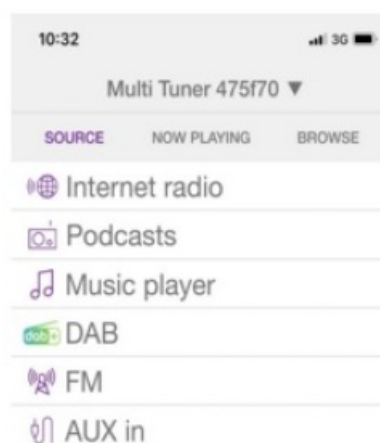 10:32 3G
Multi Tuner 475f70 ▼
SOURCE NOW PLAYING BROWSE
Internet radio
Podcasts
Music player
dab+ DAB
FM
AUX in